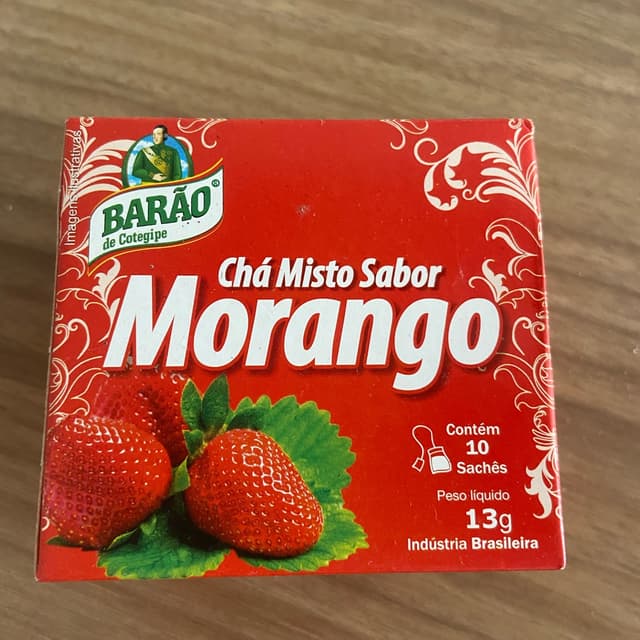 Imagens ilustrativas
BARÃO
de Cotegipe
Chá Misto Sabor
Morango
Contém
10
Sachês
Peso líquido
13g
Indústria Brasileira